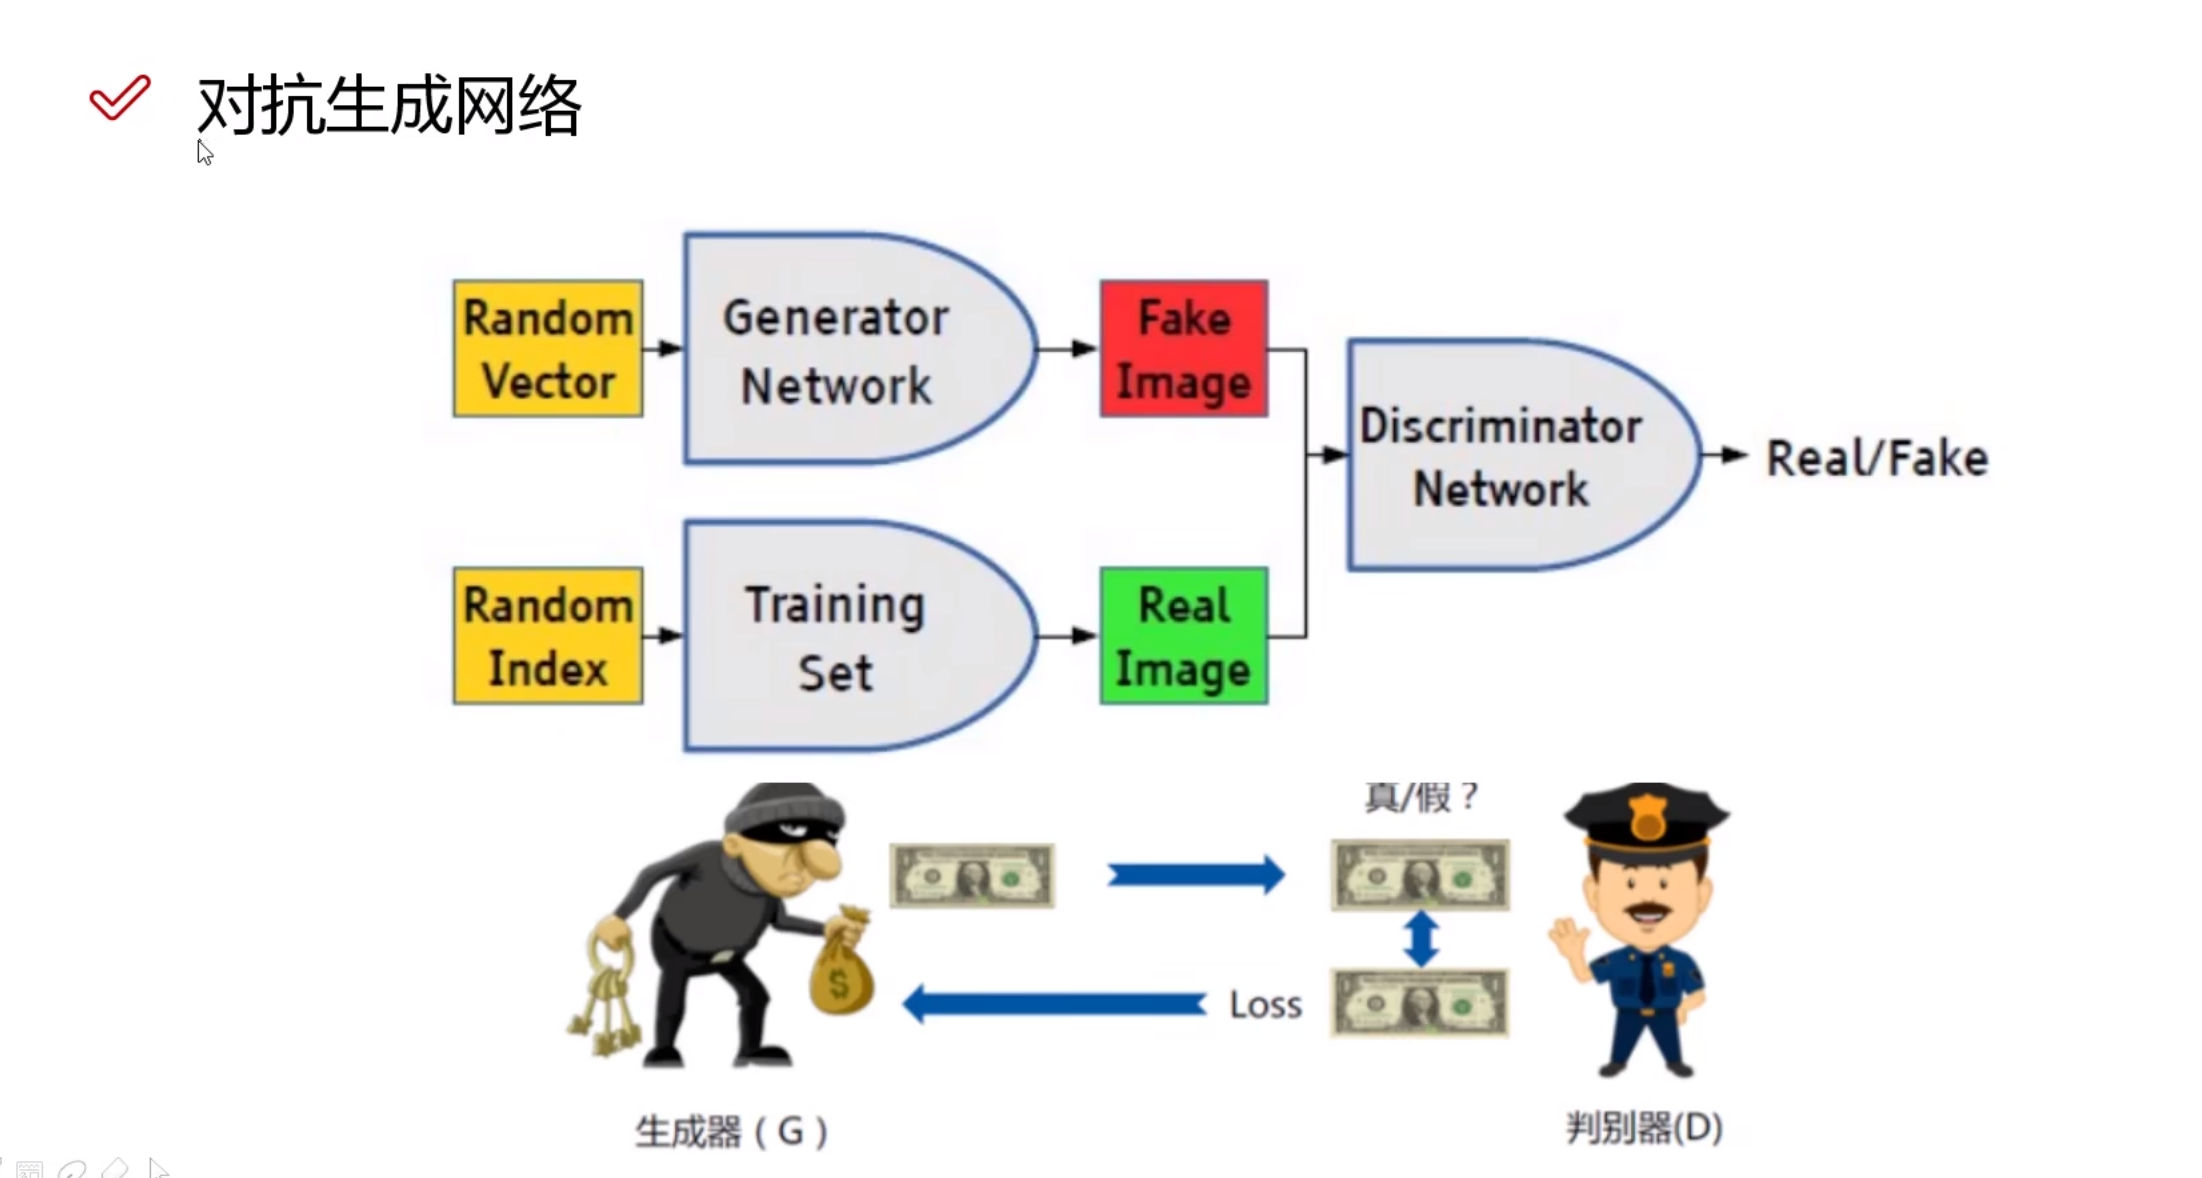 对抗生成网络
Random
Vector
Generator
Network
Fake
Image
Discriminator
Network
Real/Fake
Random
Index
Training
Set
Real
Image
真/假？
Loss
$
生成器（G）
判别器(D)